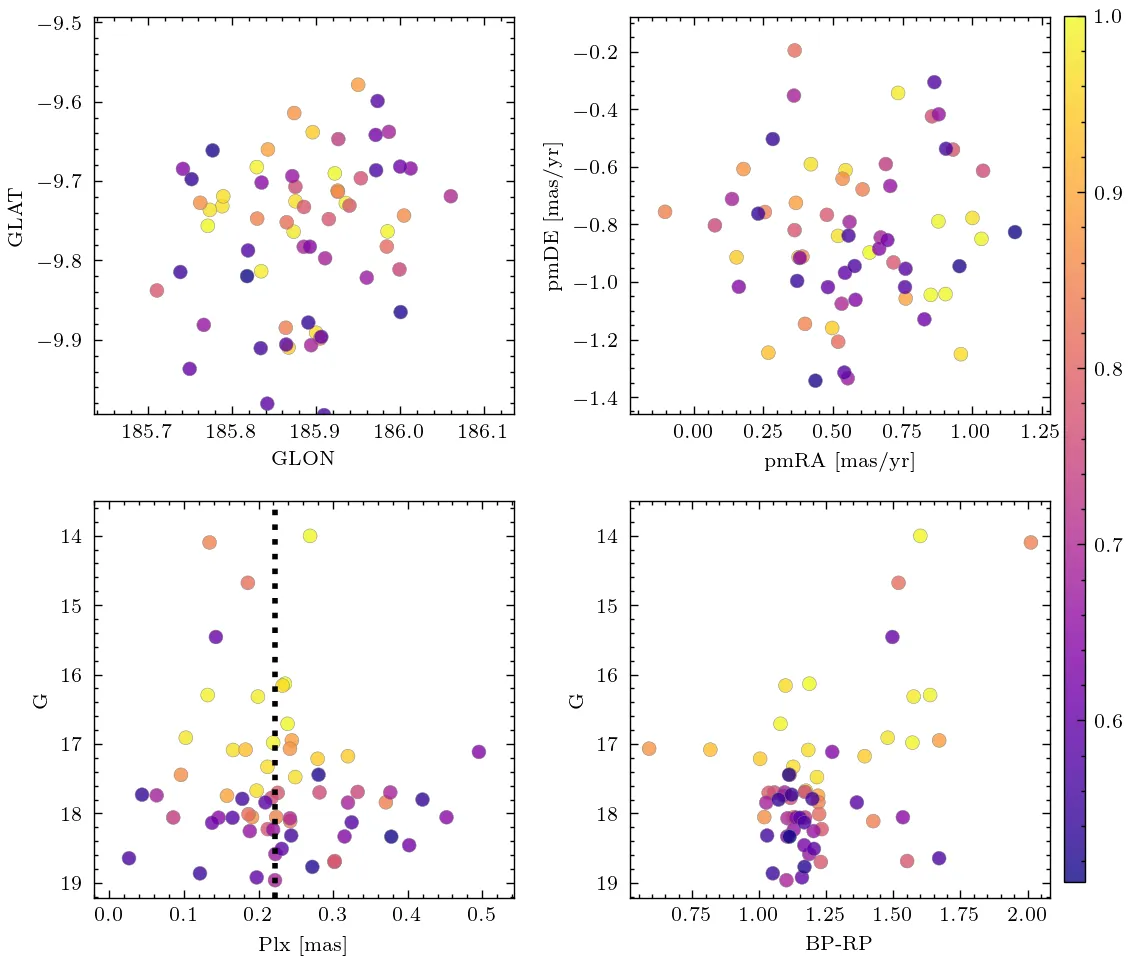 −9.5
−9.6
−9.7
−9.8
−9.9
GLAT
185.7 185.8 185.9 186.0 186.1
GLON
−0.2
−0.4
−0.6
−0.8
−1.0
−1.2
−1.4
pmDE [mas/yr]
0.00 0.25 0.50 0.75 1.00 1.25
pmRA [mas/yr]
1.0
0.9
0.8
0.7
0.6
14
15
16
17
18
19
G
0.0 0.1 0.2 0.3 0.4 0.5
Plx [mas]
14
15
16
17
18
19
G
0.75 1.00 1.25 1.50 1.75 2.00
BP-RP